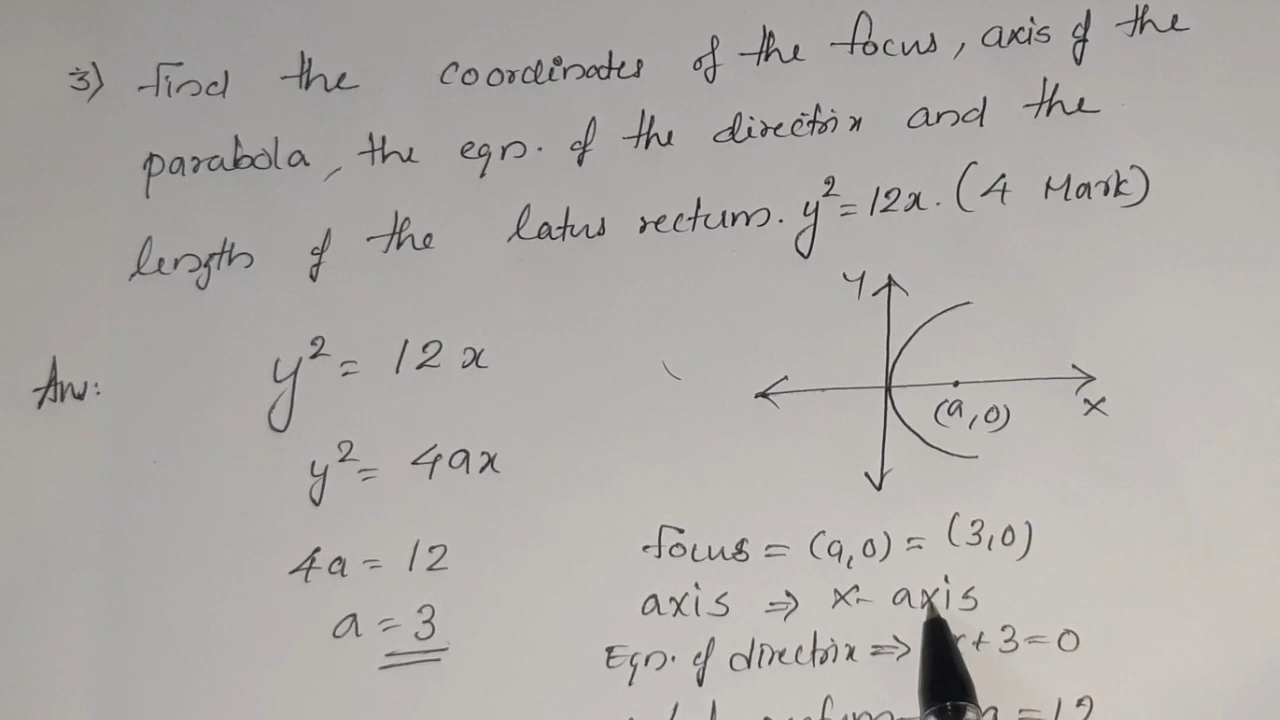 3) Find the coordinates of the focus, axis of the
parabola, the eqn. of the directrix and the
length of the latus rectum. y²=12x. (4 Mark)
Ans:
y² = 12x
y² = 4ax
4a = 12
a = 3
Y
X
(a,0)
focus = (a,0) = (3,0)
axis ⇒ x- axis
Eqn. of directrix ⇒ + 3 = 0
= 12